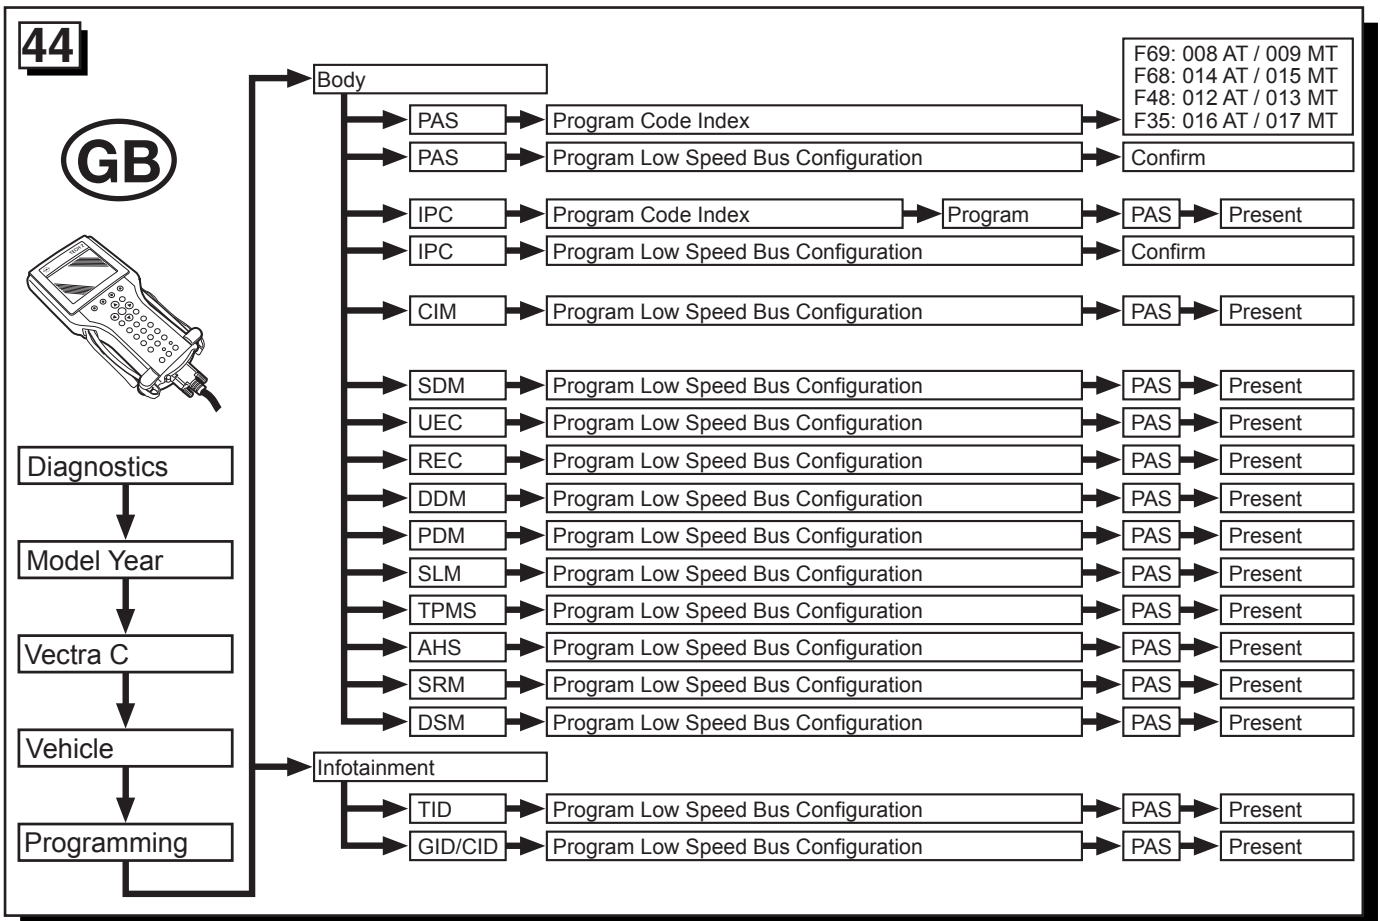 44
GB
TECH 2
Diagnostics
Model Year
Vectra C
Vehicle
Programming
Body
PAS Program Code Index
F69: 008 AT / 009 MT
F68: 014 AT / 015 MT
F48: 012 AT / 013 MT
F35: 016 AT / 017 MT
PAS Program Low Speed Bus Configuration Confirm
IPC Program Code Index Program PAS Present
IPC Program Low Speed Bus Configuration Confirm
CIM Program Low Speed Bus Configuration PAS Present
SDM Program Low Speed Bus Configuration PAS Present
UEC Program Low Speed Bus Configuration PAS Present
REC Program Low Speed Bus Configuration PAS Present
DDM Program Low Speed Bus Configuration PAS Present
PDM Program Low Speed Bus Configuration PAS Present
SLM Program Low Speed Bus Configuration PAS Present
TPMS Program Low Speed Bus Configuration PAS Present
AHS Program Low Speed Bus Configuration PAS Present
SRM Program Low Speed Bus Configuration PAS Present
DSM Program Low Speed Bus Configuration PAS Present
Infotainment
TID Program Low Speed Bus Configuration PAS Present
GID/CID Program Low Speed Bus Configuration PAS Present